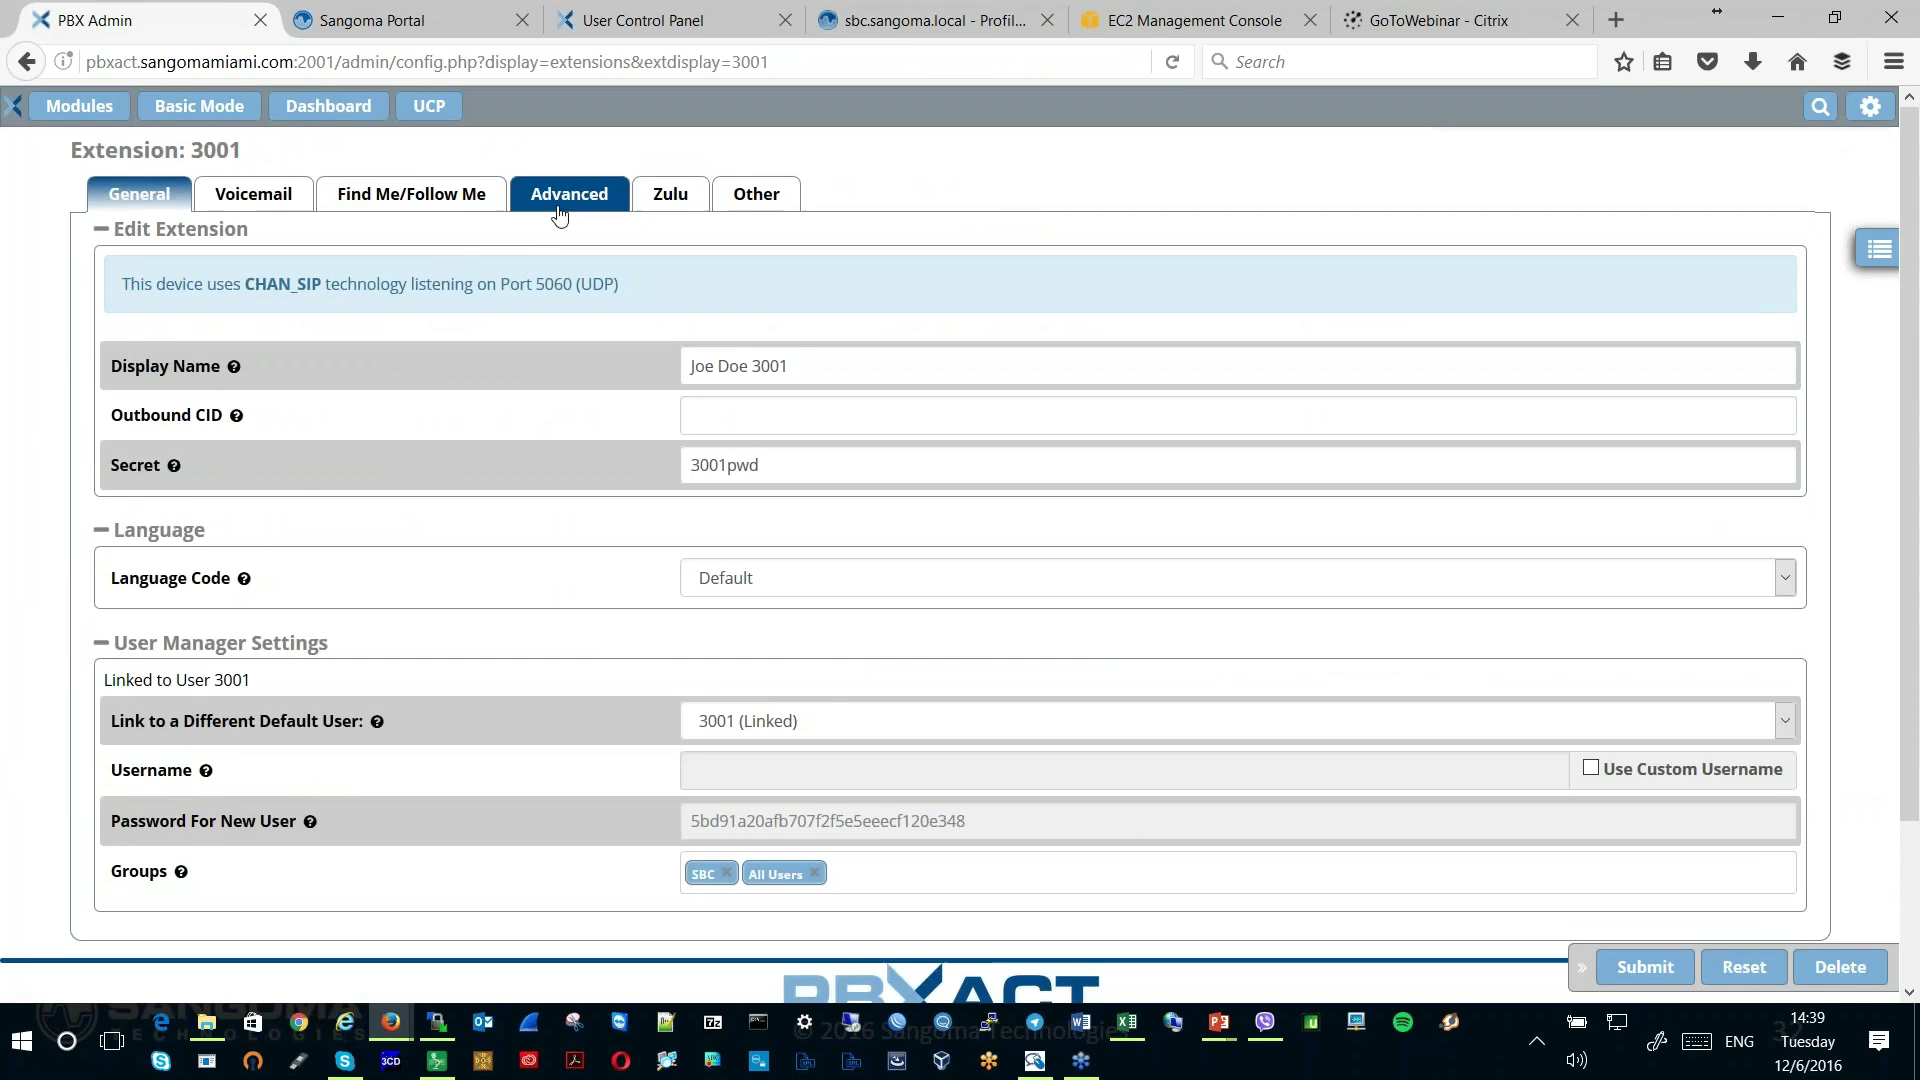 PBX Admin
Sangoma Portal
User Control Panel
sbc.sangoma.local - Profil...
EC2 Management Console
GoToWebinar - Citrix
pbxact.sangomamiami.com:2001/admin/config.php?display=extensions&extdisplay=3001
Search
Modules
Basic Mode
Dashboard
UCP
Extension: 3001
General
Voicemail
Find Me/Follow Me
Advanced
Zulu
Other
Edit Extension
This device uses CHAN_SIP technology listening on Port 5060 (UDP)
Display Name
Joe Doe 3001
Outbound CID
Secret
3001pwd
Language
Language Code
Default
User Manager Settings
Linked to User 3001
Link to a Different Default User:
3001 (Linked)
Username
Use Custom Username
Password For New User
5bd91a20afb707f2f5e5eeecf120e348
Groups
SBC
All Users
Submit
Reset
Delete
PBXACT
SANGOMA
TECHNOLOGIES
© 2016 Sangoma Technologies
ENG
14:39
Tuesday
12/6/2016